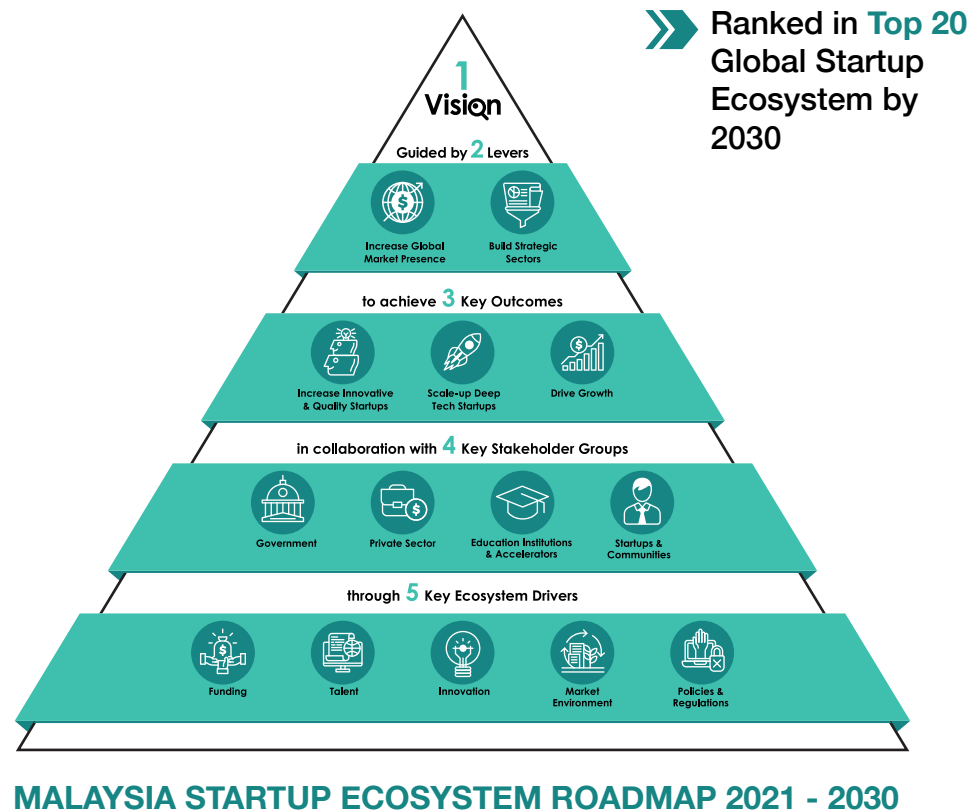 Ranked in Top 20
Global Startup
Ecosystem by
2030
1
Vision
Guided by 2 Levers
Increase Global
Market Presence
Build Strategic
Sectors
to achieve 3 Key Outcomes
Increase Innovative
& Quality Startups
Scale-up Deep
Tech Startups
Drive Growth
in collaboration with 4 Key Stakeholder Groups
Government
Private Sector
Education Institutions
& Accelerators
Startups &
Communities
through 5 Key Ecosystem Drivers
Funding
Talent
Innovation
Market
Environment
Policies &
Regulations
MALAYSIA STARTUP ECOSYSTEM ROADMAP 2021 - 2030